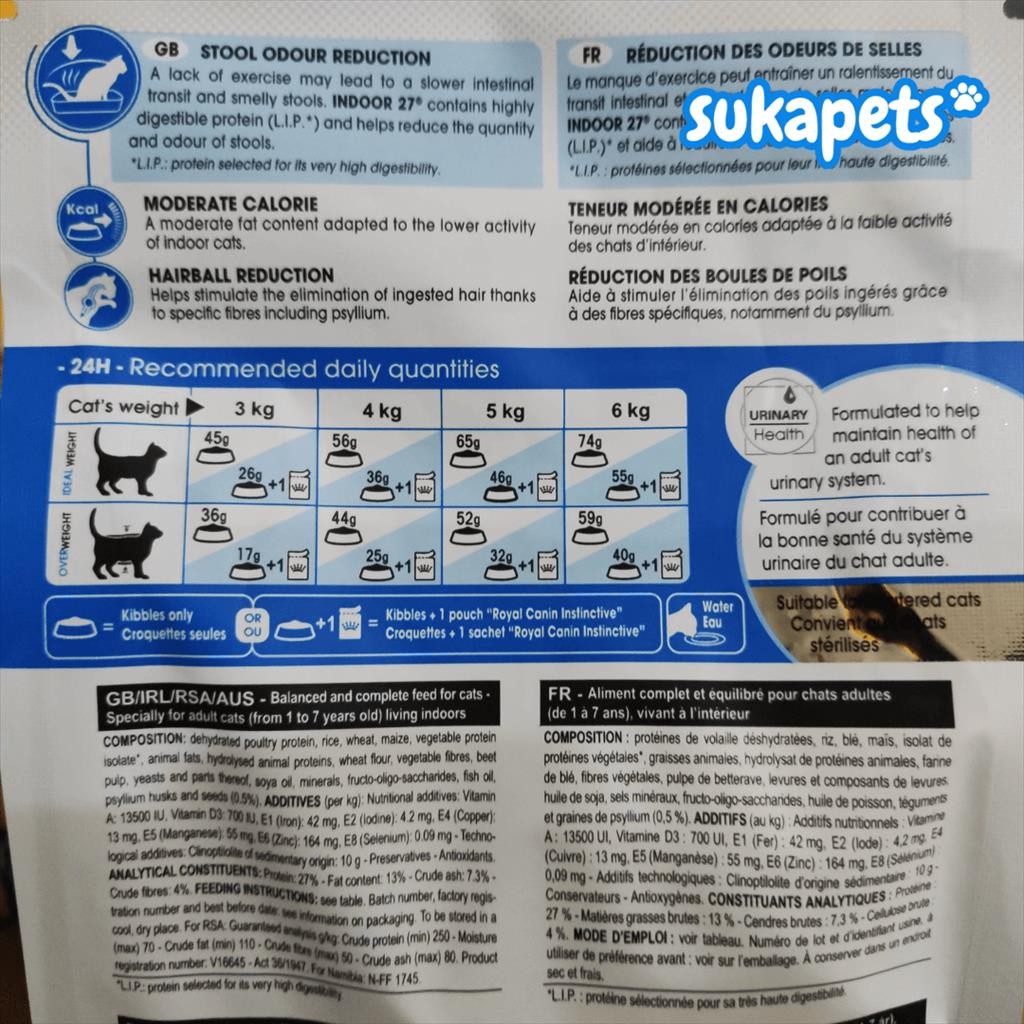 GB STOOL ODOUR REDUCTION
A lack of exercise may lead to a slower intestinal
transit and smelly stools. INDOOR 27® contains highly
digestible protein (L.I.P.*) and helps reduce the quantity
and odour of stools.
*L.I.P.: protein selected for its very high digestibility.
FR RÉDUCTION DES ODEURS DE SELLES
Le manque d'exercice peut entraîner un ralentissement du
transit intestinal
INDOOR 27®
(L.I.P.)* et aide à
*L.I.P. : protéines sélectionnées pour leur haute digestibilité.
sukapets
Kcal
MODERATE CALORIE
A moderate fat content adapted to the lower activity
of indoor cats.
TENEUR MODÉRÉE EN CALORIES
Teneur modérée en calories adaptée à la faible activité
des chats d'intérieur.
HAIRBALL REDUCTION
Helps stimulate the elimination of ingested hair thanks
to specific fibres including psyllium.
RÉDUCTION DES BOULES DE POILS
Aide à stimuler l'élimination des poils ingérés grâce
à des fibres spécifiques, notamment du psyllium.
- 24H - Recommended daily quantities
Cat's weight 3 kg 4 kg 5 kg 6 kg
IDEAL WEIGHT
45g 56g 65g 74g
26g +1 36g +1 46g +1 55g +1
OVERWEIGHT
36g 44g 52g 59g
17g +1 25g +1 32g +1 40g +1
= Kibbles only
Croquettes seules
OR
OU
+1 = Kibbles + 1 pouch "Royal Canin Instinctive"
Croquettes + 1 sachet "Royal Canin Instinctive"
Water
Eau
URINARY
Health
Formulated to help
maintain health of
an adult cat's
urinary system.
Formulé pour contribuer à
la bonne santé du système
urinaire du chat adulte.
Suitable cats
Convient
stérilisés
GB/IRL/RSA/AUS - Balanced and complete feed for cats -
Specially for adult cats (from 1 to 7 years old) living indoors
COMPOSITION: dehydrated poultry protein, rice, wheat, maize, vegetable protein
isolate*, animal fats, hydrolysed animal proteins, wheat flour, vegetable fibres, beet
pulp, yeasts and parts thereof, soya oil, minerals, fructo-oligo-saccharides, fish oil,
psyllium husks and seeds (0.5%). ADDITIVES (per kg): Nutritional additives: Vitamin
A: 13500 IU, Vitamin D3: 700 IU, E1 (Iron): 42 mg, E2 (Iodine): 4.2 mg, E4 (Copper):
13 mg, E5 (Manganese): 55 mg, E6 (Zinc): 164 mg, E8 (Selenium): 0.09 mg - Techno-
logical additives: Clinoptilolite of sedimentary origin: 10 g - Preservatives - Antioxidants.
ANALYTICAL CONSTITUENTS: Protein: 27% - Fat content: 13% - Crude ash: 7.3% -
Crude fibres: 4%. FEEDING INSTRUCTIONS: see table. Batch number, factory regis-
tration number and best before date: see information on packaging. To be stored in a
cool, dry place. For RSA: Guaranteed analysis g/kg: Crude protein (min) 250 - Moisture
(max) 70 - Crude fat (min) 110 - Crude fibre (max) 50 - Crude ash (max) 80. Product
registration number: V16645 - Act 36/1947. For Namibia: N-FF 1745.
*L.I.P.: protein selected for its very high digestibility
FR - Aliment complet et équilibré pour chats adultes
(de 1 à 7 ans), vivant à l'intérieur
COMPOSITION : protéines de volaille déshydratées, riz, blé, maïs, isolat de
protéines végétales*, graisses animales, hydrolysat de protéines animales, farine
de blé, fibres végétales, pulpe de betterave, levures et composants de levures,
huile de soja, sels minéraux, fructo-oligo-saccharides, huile de poisson, téguments
et graines de psyllium (0,5 %). ADDITIFS (au kg) : Additifs nutritionnels : Vitamine
A : 13500 UI, Vitamine D3 : 700 UI, E1 (Fer) : 42 mg, E2 (Iode) : 4,2 mg, E4
(Cuivre) : 13 mg, E5 (Manganèse) : 55 mg, E6 (Zinc) : 164 mg, E8 (Sélénium) :
0,09 mg - Additifs technologiques : Clinoptilolite d'origine sédimentaire : 10 g -
Conservateurs - Antioxygènes. CONSTITUANTS ANALYTIQUES : Protéine :
27 % - Matières grasses brutes : 13 % - Cendres brutes : 7,3 % - Cellulose brute :
4 %. MODE D'EMPLOI : voir tableau. Numéro de lot et d'identifiant usine, à
utiliser de préférence avant : voir sur l'emballage. À conserver dans un endroit
sec et frais.
*L.I.P. : protéine sélectionnée pour sa très haute digestibilité.